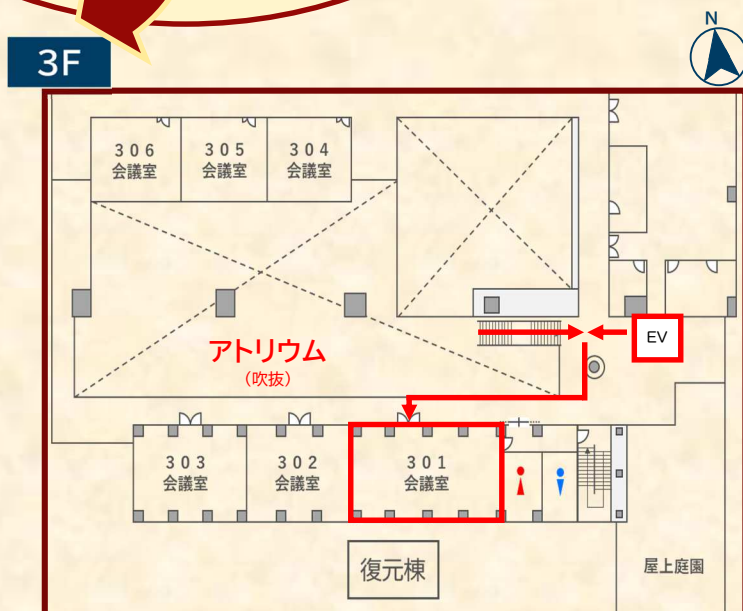 N
3F
306
会議室
305
会議室
304
会議室
アトリウム
(吹抜)
EV
303
会議室
302
会議室
301
会議室
復元棟
屋上庭園